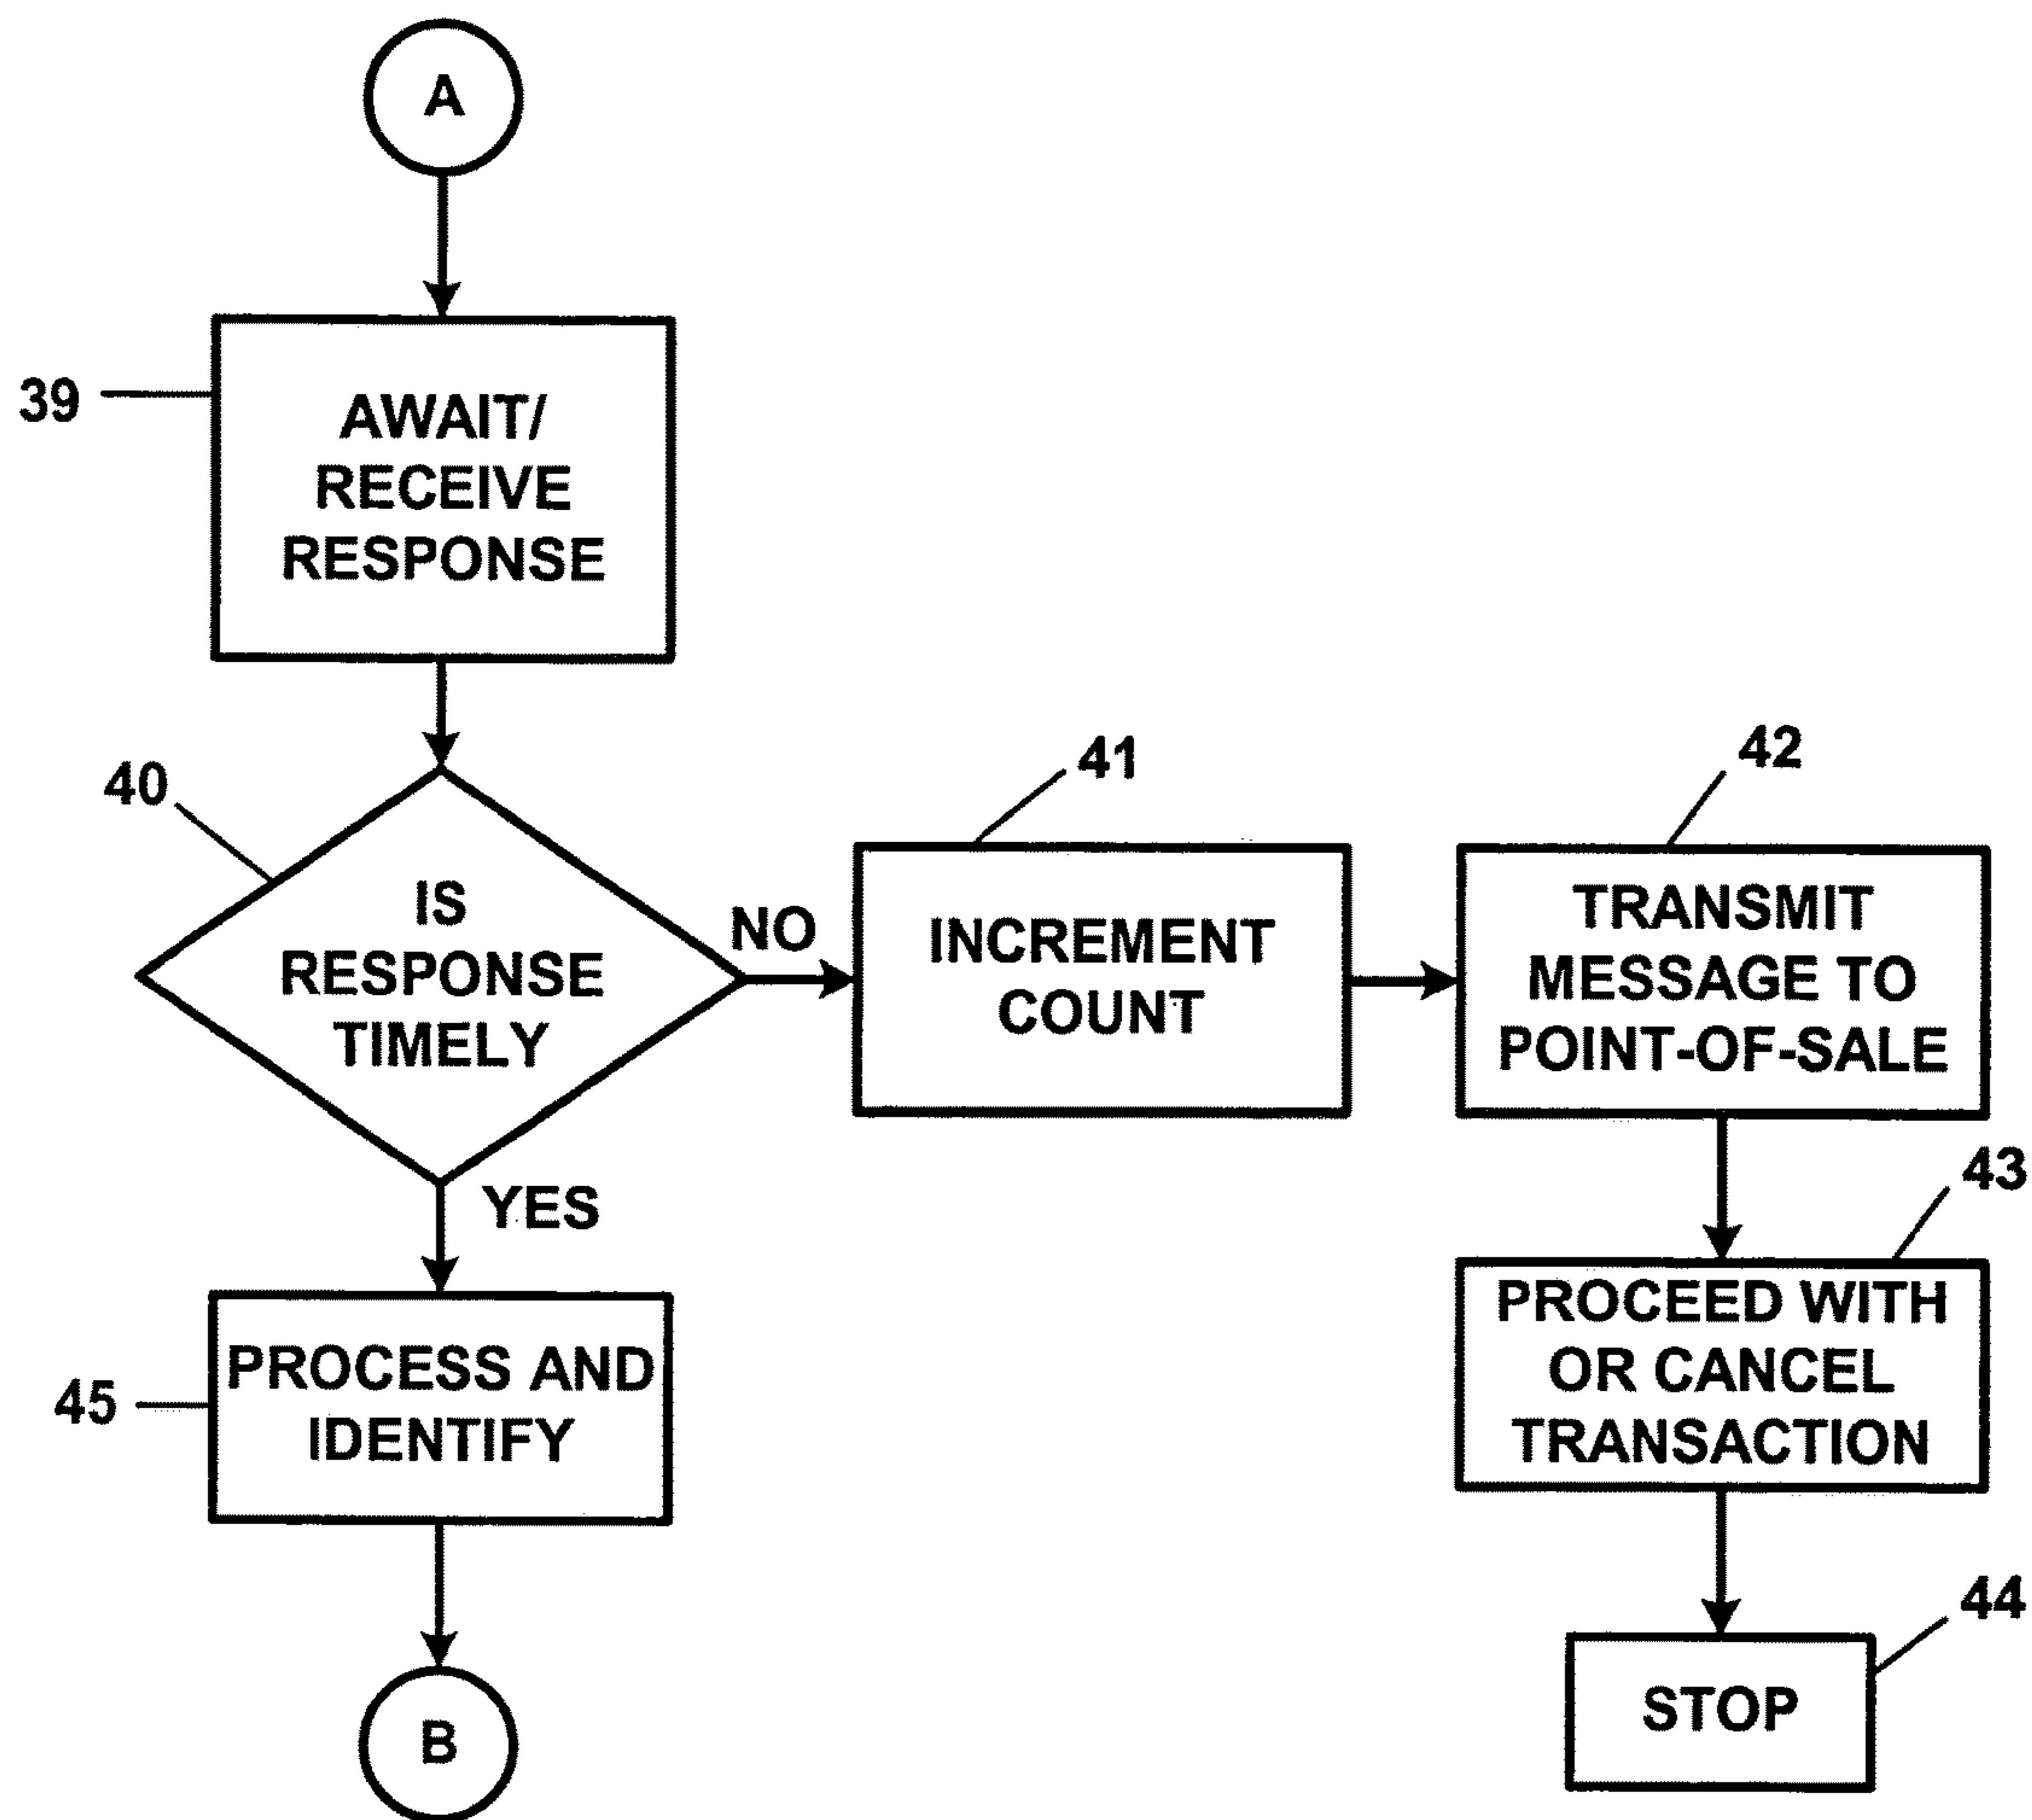 A
39
AWAIT/
RECEIVE
RESPONSE
40
IS
RESPONSE
TIMELY
NO
41
INCREMENT
COUNT
42
TRANSMIT
MESSAGE TO
POINT-OF-SALE
YES
43
PROCEED WITH
OR CANCEL
TRANSACTION
45
PROCESS AND
IDENTIFY
44
STOP
B